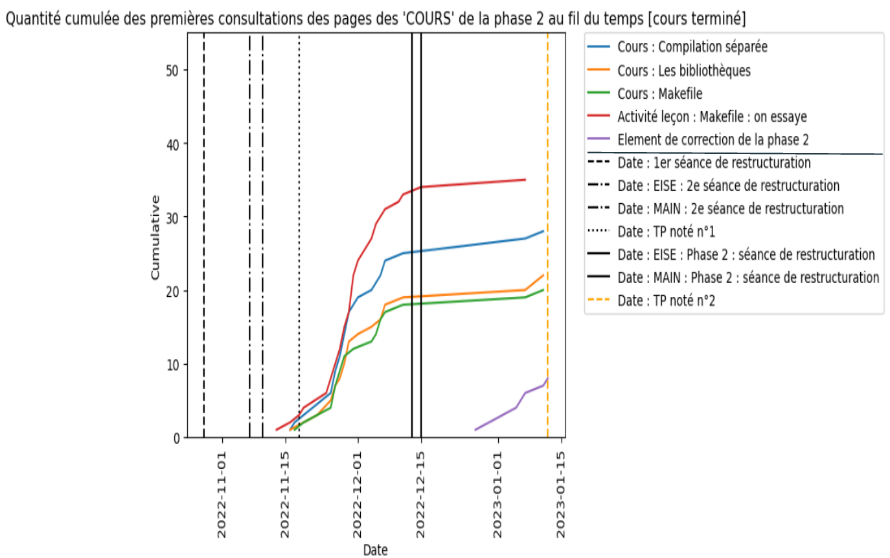 Quantité cumulée des premières consultations des pages des 'COURS' de la phase 2 au fil du temps [cours terminé]
Cours : Compilation séparée
Cours : Les bibliothèques
Cours : Makefile
Activité leçon : Makefile : on essaye
Element de correction de la phase 2
Date : 1er séance de restructuration
Date : EISE : 2e séance de restructuration
Date : MAIN : 2e séance de restructuration
Date : TP noté n°1
Date : EISE : Phase 2 : séance de restructuration
Date : MAIN : Phase 2 : séance de restructuration
Date : TP noté n°2
Cumulative
50
40
30
20
10
0
2022-11-01
2022-11-15
2022-12-01
2022-12-15
2023-01-01
2023-01-15
Date